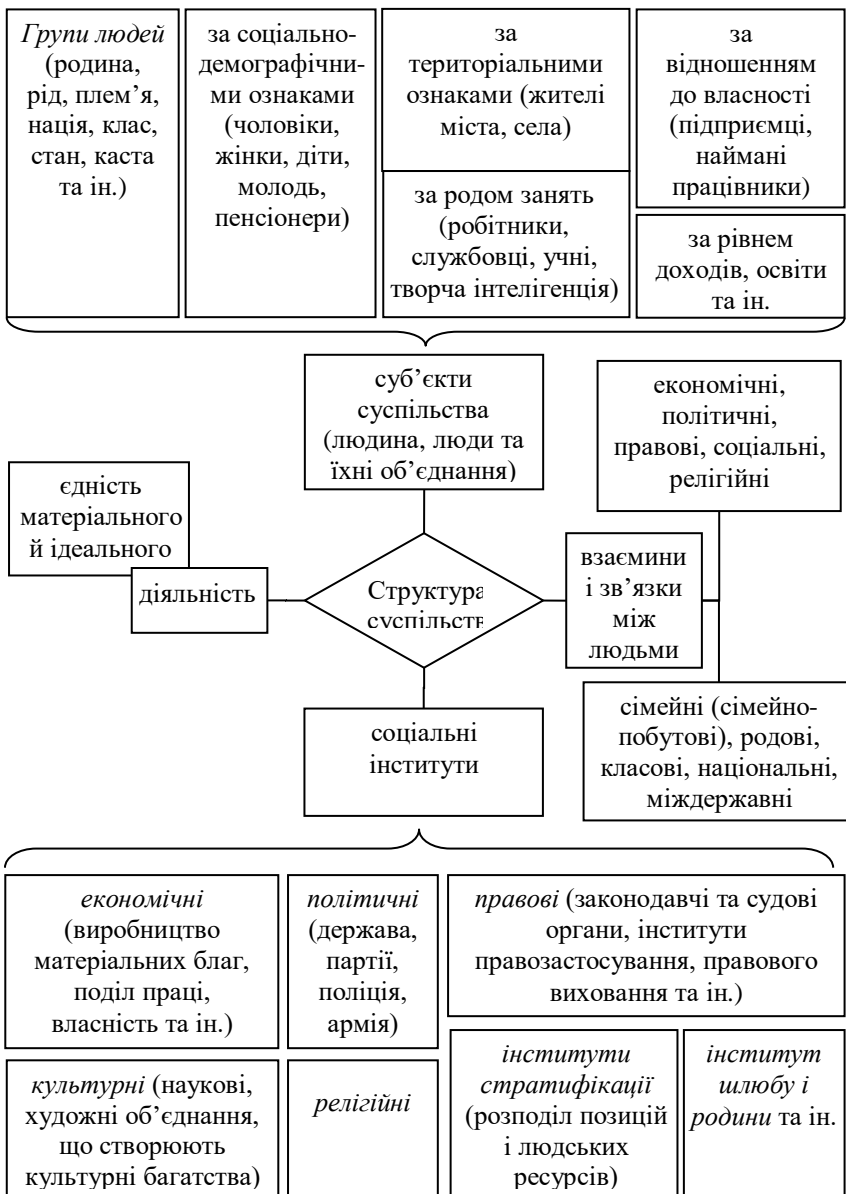 Групи людей
(родина,
рід, плем’я,
нація, клас,
стан, каста
та ін.)
за соціально-
демографічни-
ми ознаками
(чоловіки,
жінки, діти,
молодь,
пенсіонери)
за
територіальними
ознаками (жителі
міста, села)
за родом занять
(робітники,
службовці, учні,
творча інтелігенція)
за
відношенням
до власності
(підприємці,
наймані
працівники)
за рівнем
доходів, освіти
та ін.
суб’єкти
суспільства
(людина, люди та
їхні об’єднання)
економічні,
політичні,
правові, соціальні,
релігійні
єдність
матеріального
й ідеального
діяльність
Структура
суспільств
взаємини
і зв’язки
між
людьми
сімейні (сімейно-
побутові), родові,
класові, національні,
міждержавні
соціальні
інститути
економічні
(виробництво
матеріальних благ,
поділ праці,
власність та ін.)
політичні
(держава,
партії,
поліція,
армія)
правові (законодавчі та судові
органи, інститути
правозастосування, правового
виховання та ін.)
культурні (наукові,
художні об’єднання,
що створюють
культурні багатства)
релігійні
інститути
стратифікації
(розподіл позицій
і людських
ресурсів)
інститут
шлюбу і
родини та ін.